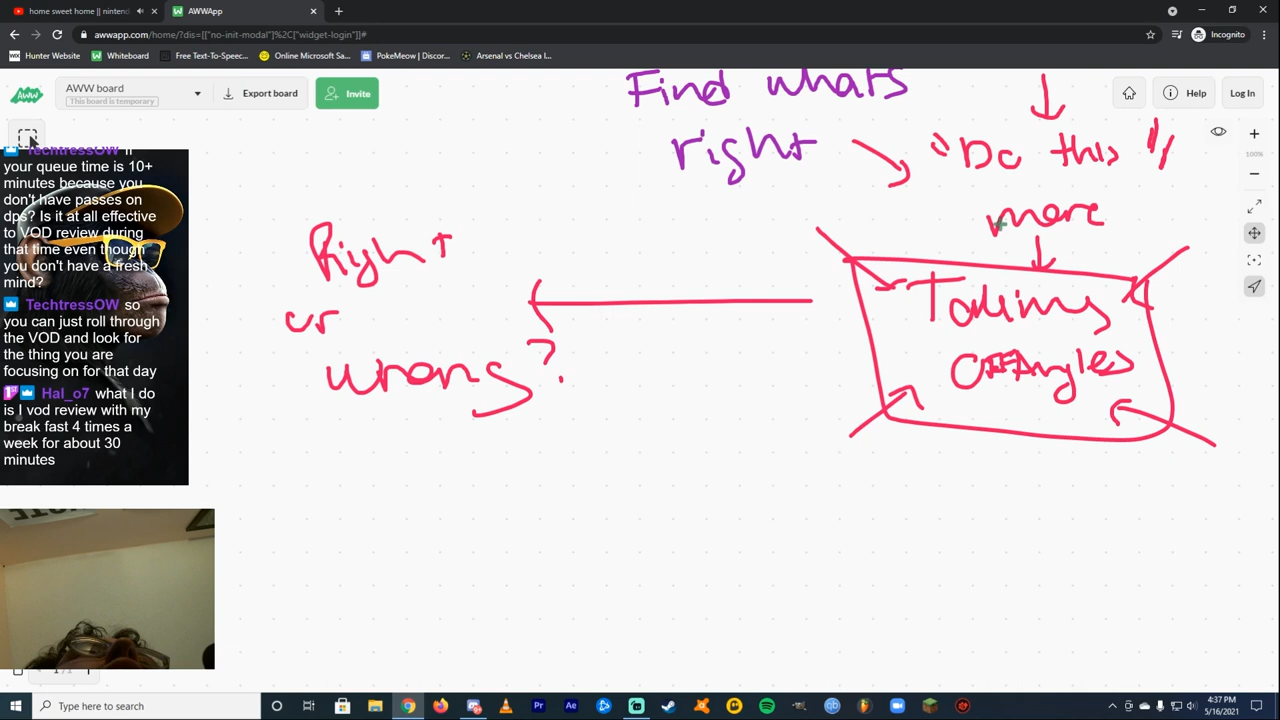 home sweet home || nintend
AWWApp
awwapp.com/home/?dis=[["no-init-modal"]%2C["widget-login"]]#
Incognito
Hunter Website
Whiteboard
Free Text-To-Speec...
Online Microsoft Sa...
PokeMeow | Discor...
Arsenal vs Chelsea l...
AWW
AWW board
This board is temporary
Export board
Invite
Help
Log In
100%
Find whats
right
"Do this"
more
Taking
Off Angles
Right
or
wrong?
TechtressOW if
your queue time is 10+
minutes because you
don't have passes on
dps? Is it at all effective
to VOD review during
that time even though
you don't have a fresh
mind?
TechtressOW so
you can just roll through
the VOD and look for
the thing you are
focusing on for that day
Hal_o7 what I do
is I vod review with my
break fast 4 times a
week for about 30
minutes
1 / 1
Type here to search
4:37 PM
5/16/2021